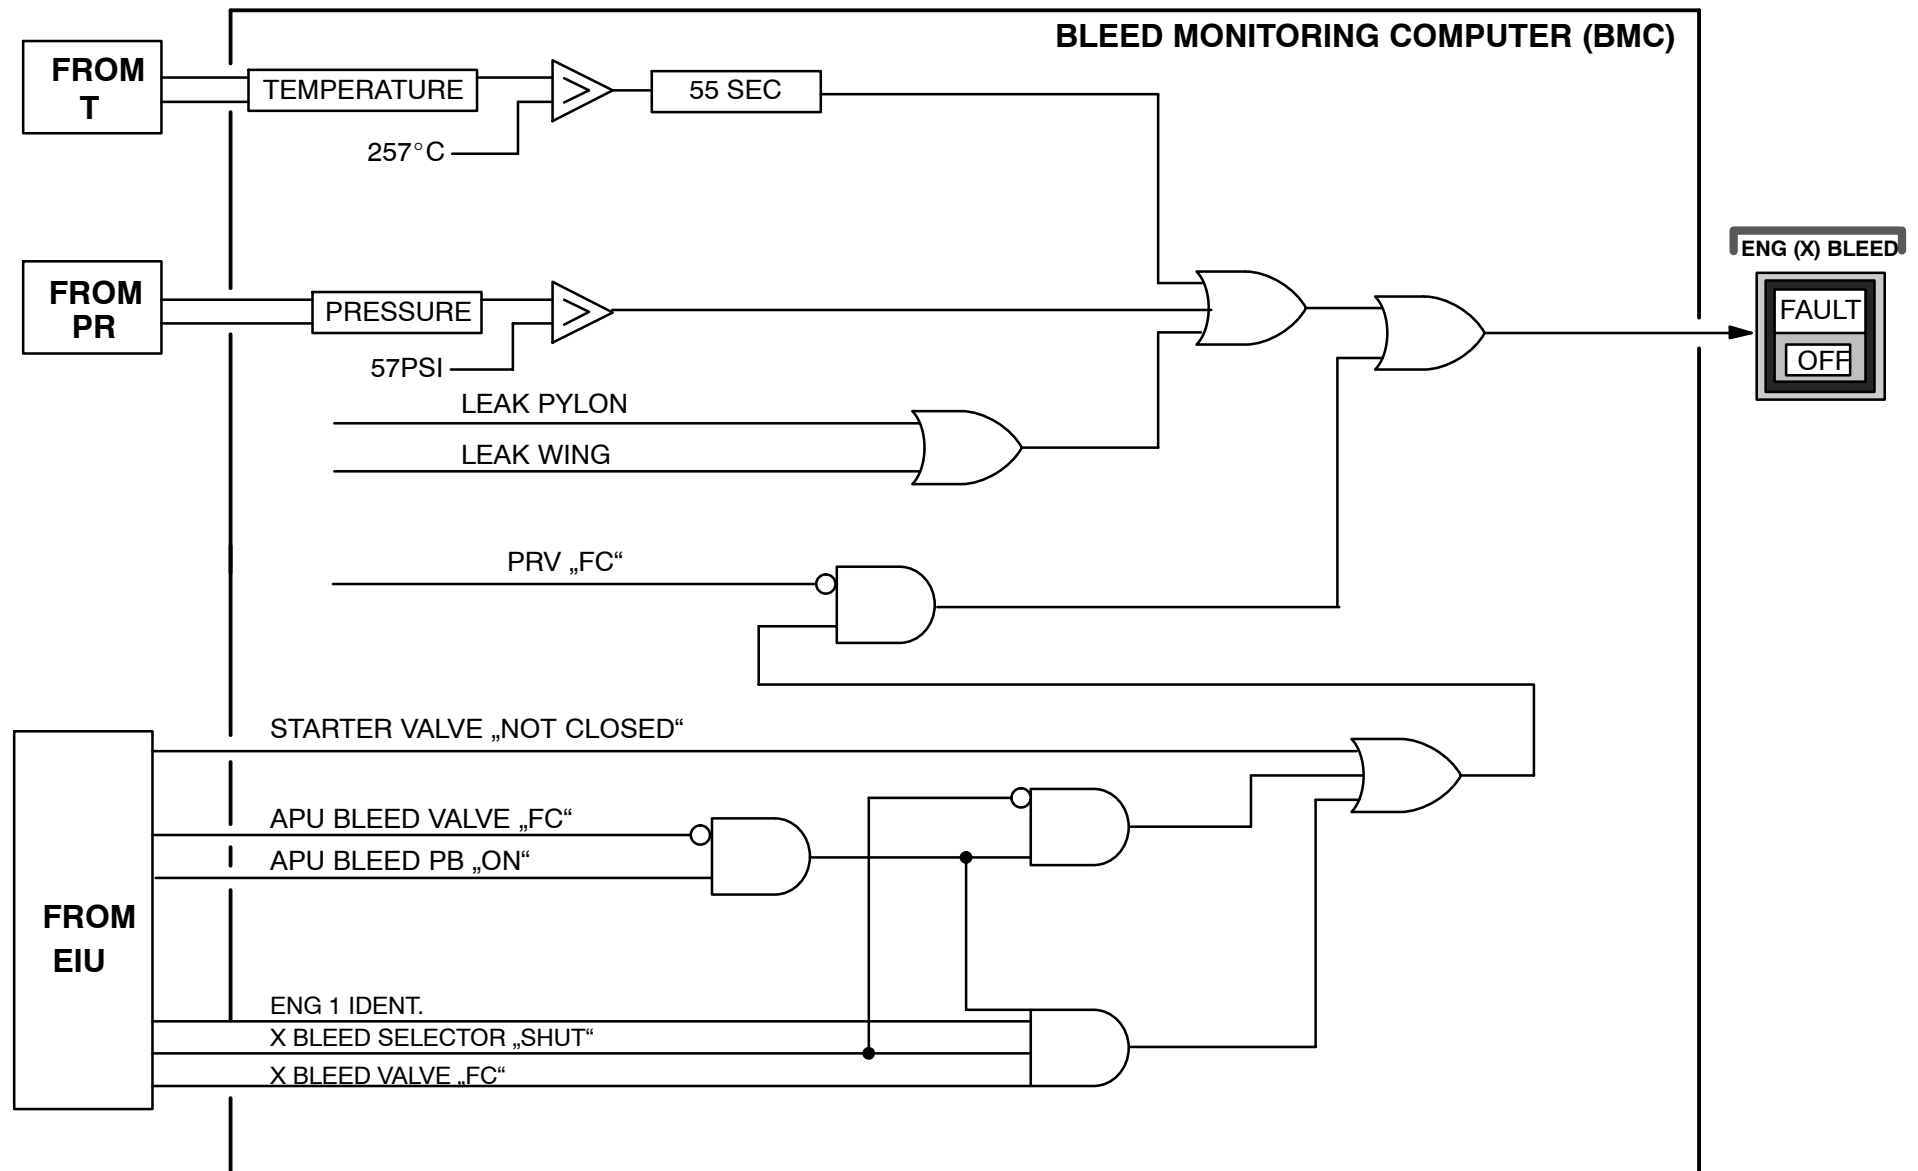 BLEED MONITORING COMPUTER (BMC)
FROM
T
TEMPERATURE
55 SEC
257°C
FROM
PR
PRESSURE
57PSI
ENG (X) BLEED
FAULT
OFF
LEAK PYLON
LEAK WING
PRV „FC“
STARTER VALVE „NOT CLOSED“
APU BLEED VALVE „FC“
APU BLEED PB „ON“
FROM
EIU
ENG 1 IDENT.
X BLEED SELECTOR „SHUT“
X BLEED VALVE „FC“